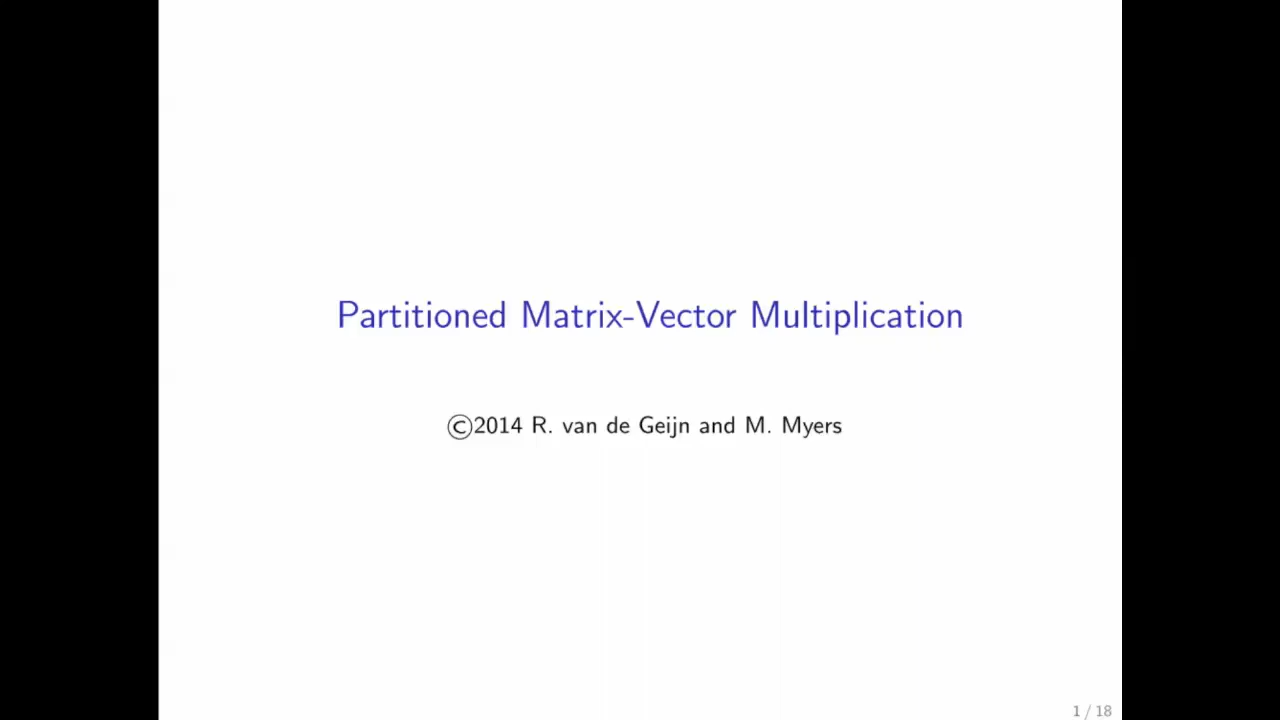 Partitioned Matrix-Vector Multiplication
©2014 R. van de Geijn and M. Myers
1 / 18